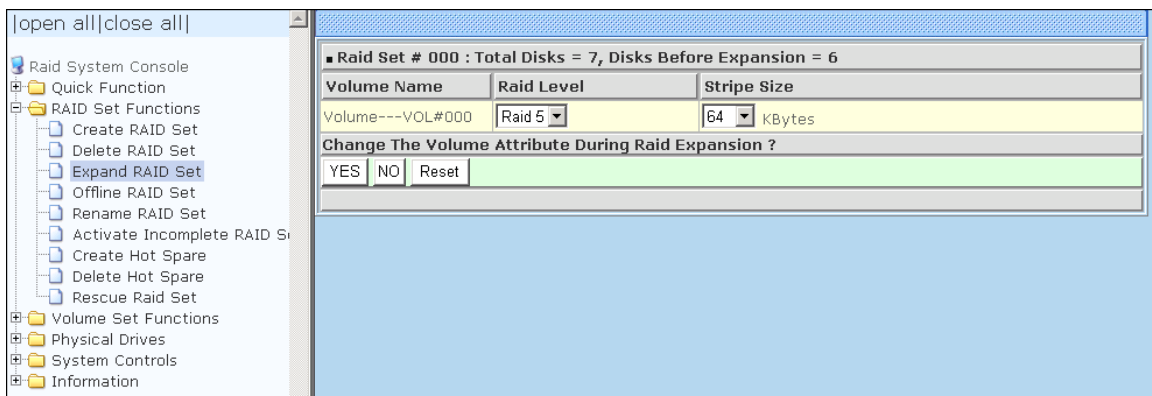 |open all|close all|
Raid System Console
Quick Function
RAID Set Functions
Create RAID Set
Delete RAID Set
Expand RAID Set
Offline RAID Set
Rename RAID Set
Activate Incomplete RAID Se
Create Hot Spare
Delete Hot Spare
Rescue Raid Set
Volume Set Functions
Physical Drives
System Controls
Information
Raid Set # 000 : Total Disks = 7, Disks Before Expansion = 6
Volume Name Raid Level Stripe Size
Volume---VOL#000 Raid 5 64 KBytes
Change The Volume Attribute During Raid Expansion ?
YES NO Reset